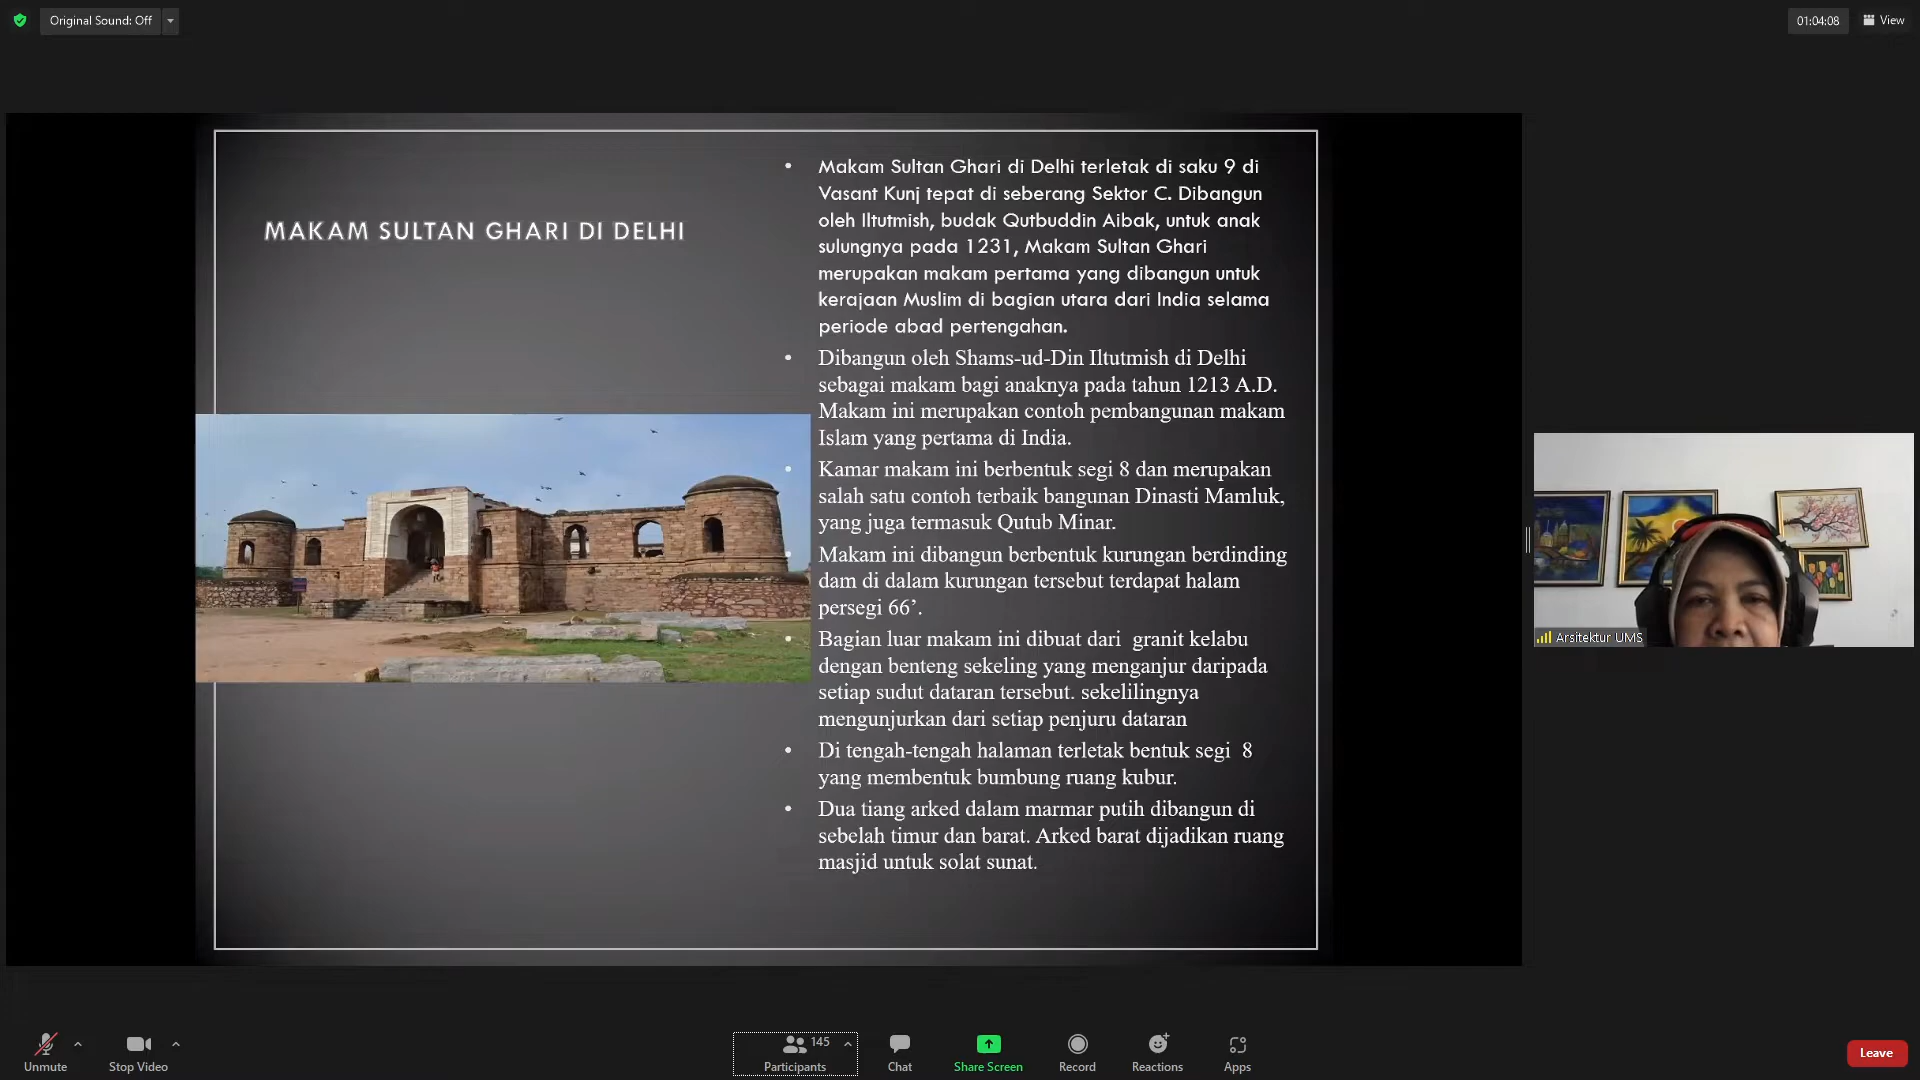 Original Sound: Off
01:04:08
View
MAKAM SULTAN GHARI DI DELHI
• Makam Sultan Ghari di Delhi terletak di saku 9 di
Vasant Kunj tepat di seberang Sektor C. Dibangun
oleh Iltutmish, budak Qutbuddin Aibak, untuk anak
sulungnya pada 1231, Makam Sultan Ghari
merupakan makam pertama yang dibangun untuk
kerajaan Muslim di bagian utara dari India selama
periode abad pertengahan.
• Dibangun oleh Shams-ud-Din Iltutmish di Delhi
sebagai makam bagi anaknya pada tahun 1213 A.D.
Makam ini merupakan contoh pembangunan makam
Islam yang pertama di India.
• Kamar makam ini berbentuk segi 8 dan merupakan
salah satu contoh terbaik bangunan Dinasti Mamluk,
yang juga termasuk Qutub Minar.
• Makam ini dibangun berbentuk kurungan berdinding
dam di dalam kurungan tersebut terdapat halam
persegi 66’.
• Bagian luar makam ini dibuat dari  granit kelabu
dengan benteng sekeling yang menganjur daripada
setiap sudut dataran tersebut. sekelilingnya
mengunjurkan dari setiap penjuru dataran
• Di tengah-tengah halaman terletak bentuk segi  8
yang membentuk bumbung ruang kubur.
• Dua tiang arked dalam marmar putih dibangun di
sebelah timur dan barat. Arked barat dijadikan ruang
masjid untuk solat sunat.
Arsitektur UMS
Unmute
Stop Video
145
Participants
Chat
Share Screen
Record
Reactions
Apps
Leave